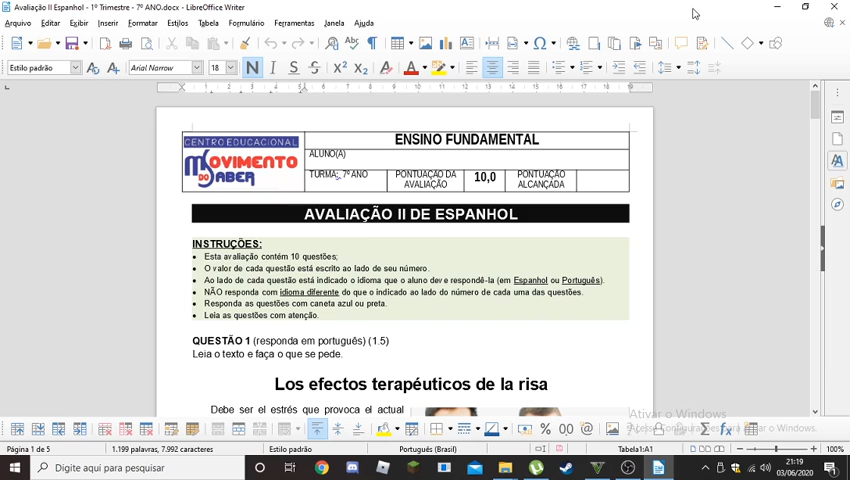 Avaliação II Espanhol - 1º Trimestre - 7º ANO.docx - LibreOffice Writer
Arquivo Editar Exibir Inserir Formatar Estilos Tabela Formulário Ferramentas Janela Ajuda
Estilo padrão Arial Narrow 18 N I S S X² X₂
CENTRO EDUCACIONAL
MOVIMENTO
DO SABER
ENSINO FUNDAMENTAL
ALUNO(A)
TURMA: 7º ANO PONTUAÇÃO DA AVALIAÇÃO 10,0 PONTUAÇÃO ALCANÇADA
AVALIAÇÃO II DE ESPANHOL
INSTRUÇÕES:
• Esta avaliação contém 10 questões;
• O valor de cada questão está escrito ao lado de seu número.
• Ao lado de cada questão está indicado o idioma que o aluno deve respondê-la (em Espanhol ou Português).
• NÃO responda com idioma diferente do que o indicado ao lado do número de cada uma das questões.
• Responda as questões com caneta azul ou preta.
• Leia as questões com atenção.
QUESTÃO 1 (responda em português) (1.5)
Leia o texto e faça o que se pede.
Los efectos terapéuticos de la risa
Debe ser el estrés que provoca el actual
Ativar o Windows
Acesse Configurações para ativar o Windows.
Página 1 de 5 1.199 palavras, 7.992 caracteres Estilo padrão Português (Brasil) Tabela1:A1 100%
Digite aqui para pesquisar
21:19
03/06/2020